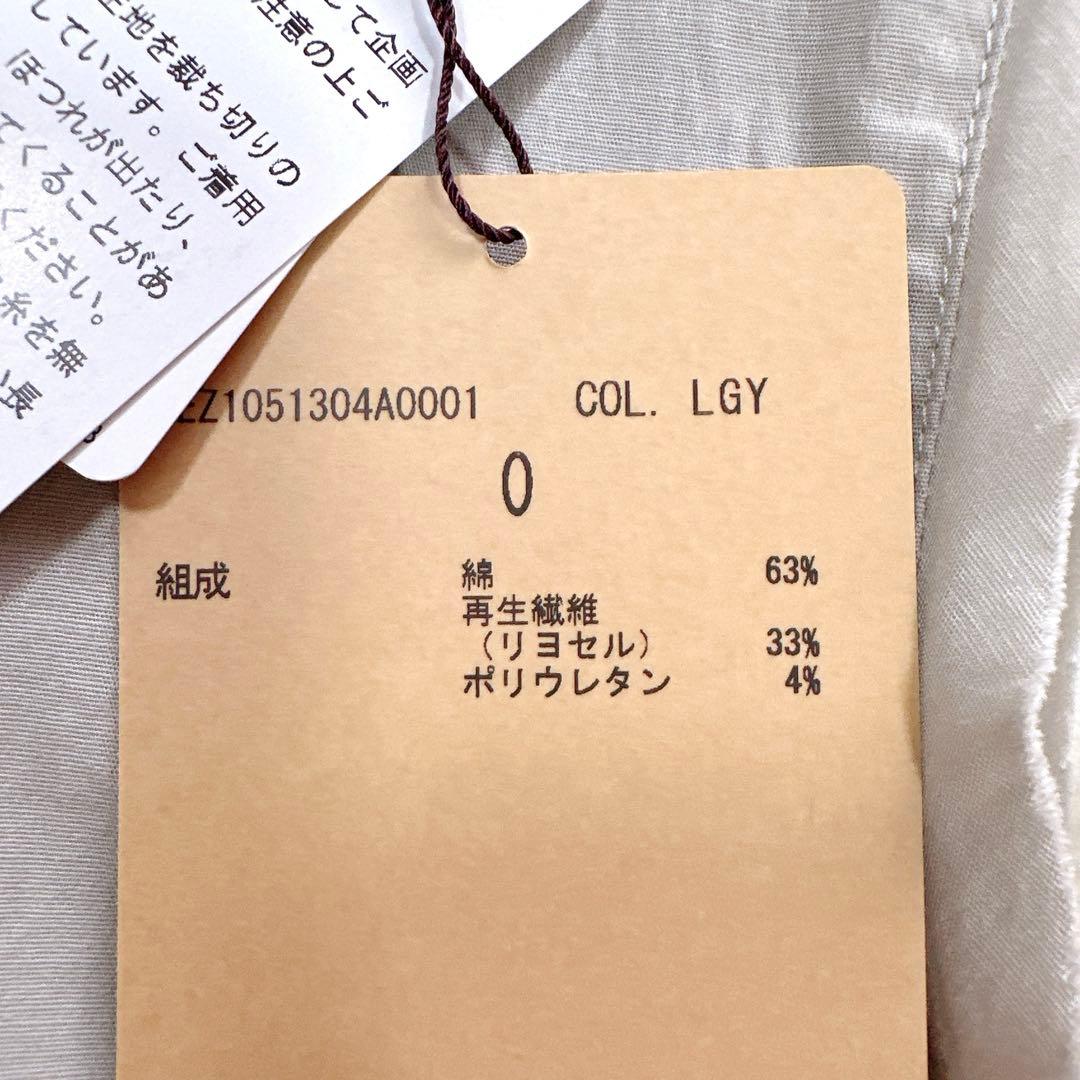 して企画
注意の上ご
生地を裁ち切りの
しています。ご着用
ほつれが出たり、
てくることがあ
ください。
糸を無
長
EZ1051304A0001 COL. LGY
0
組成 綿 63%
再生繊維
(リヨセル) 33%
ポリウレタン 4%